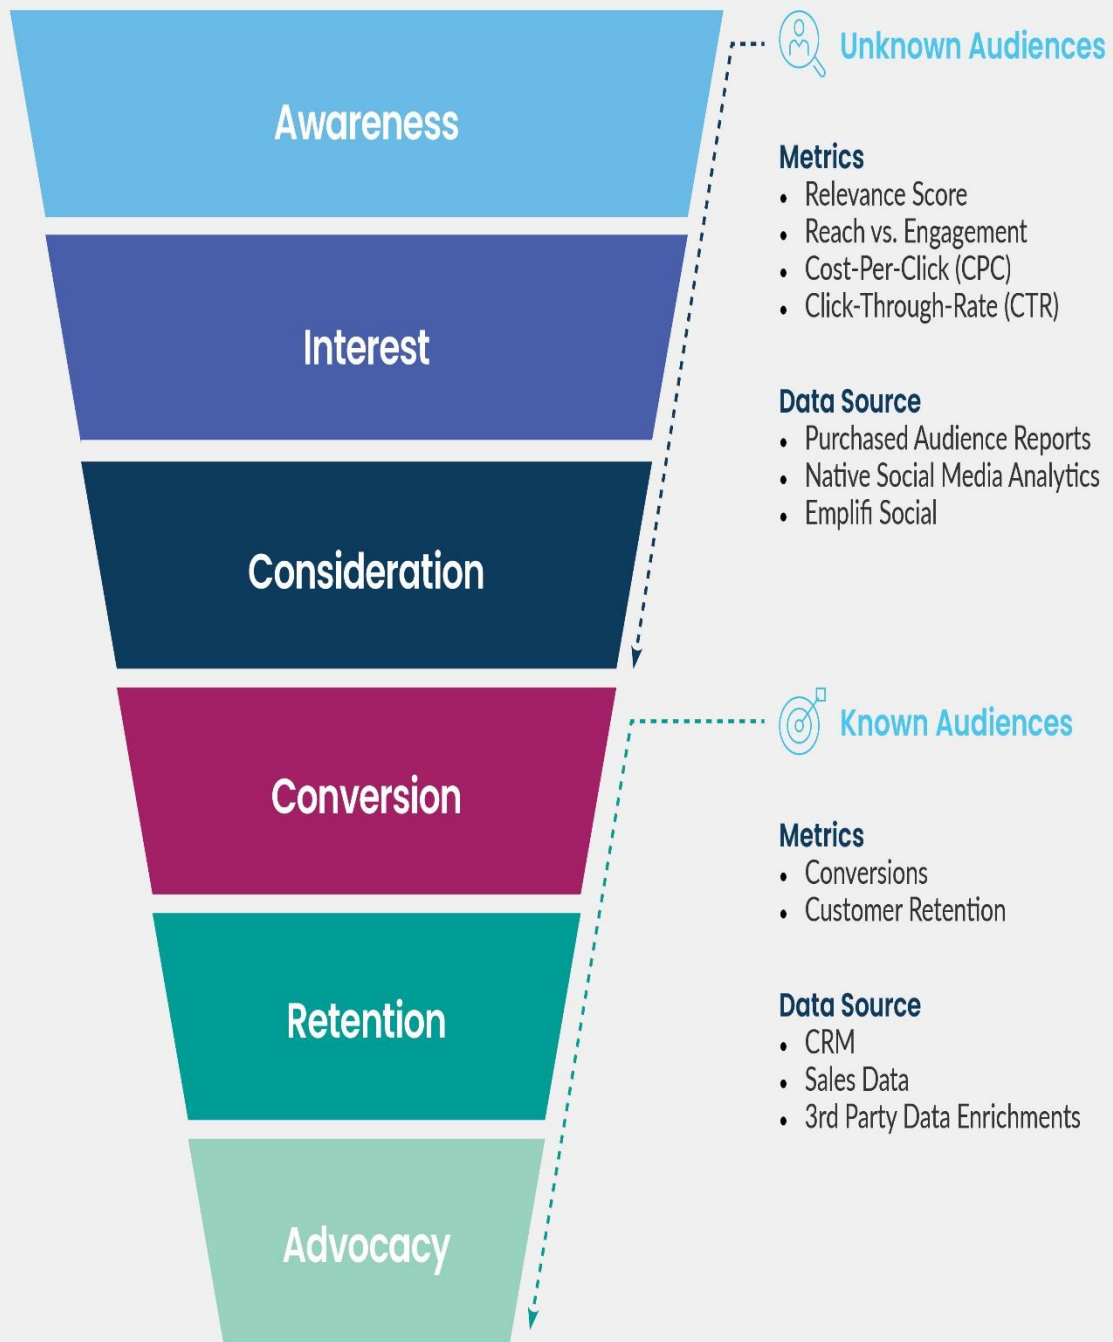 Awareness
Interest
Consideration
Conversion
Retention
Advocacy
Unknown Audiences
Metrics
• Relevance Score
• Reach vs. Engagement
• Cost-Per-Click (CPC)
• Click-Through-Rate (CTR)
Data Source
• Purchased Audience Reports
• Native Social Media Analytics
• Emplifi Social
Known Audiences
Metrics
• Conversions
• Customer Retention
Data Source
• CRM
• Sales Data
• 3rd Party Data Enrichments